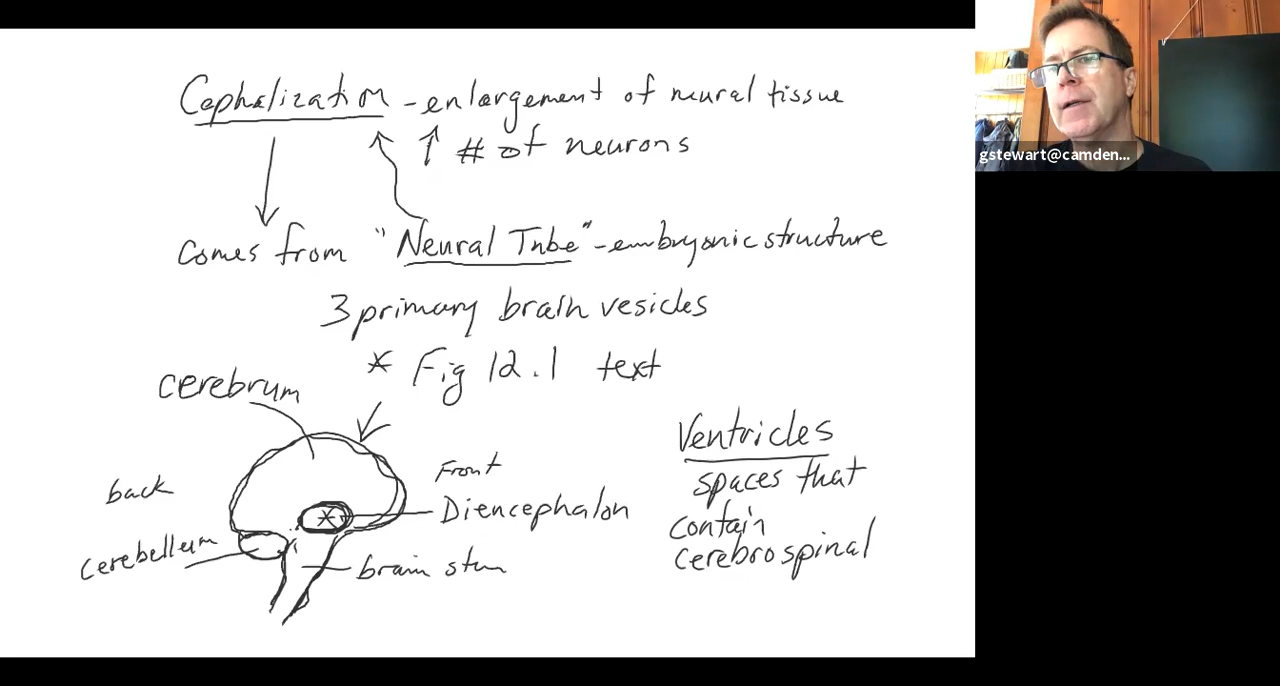 Cephalization - enlargement of neural tissue
↑ # of neurons
comes from "Neural Tube" - embryonic structure
3 primary brain vesicles
* Fig 12.1 text
cerebrum
back
Front
Diencephalon
cerebellum
brain stem
Ventricles
spaces that
contain
cerebrospinal
gstewart@camden...